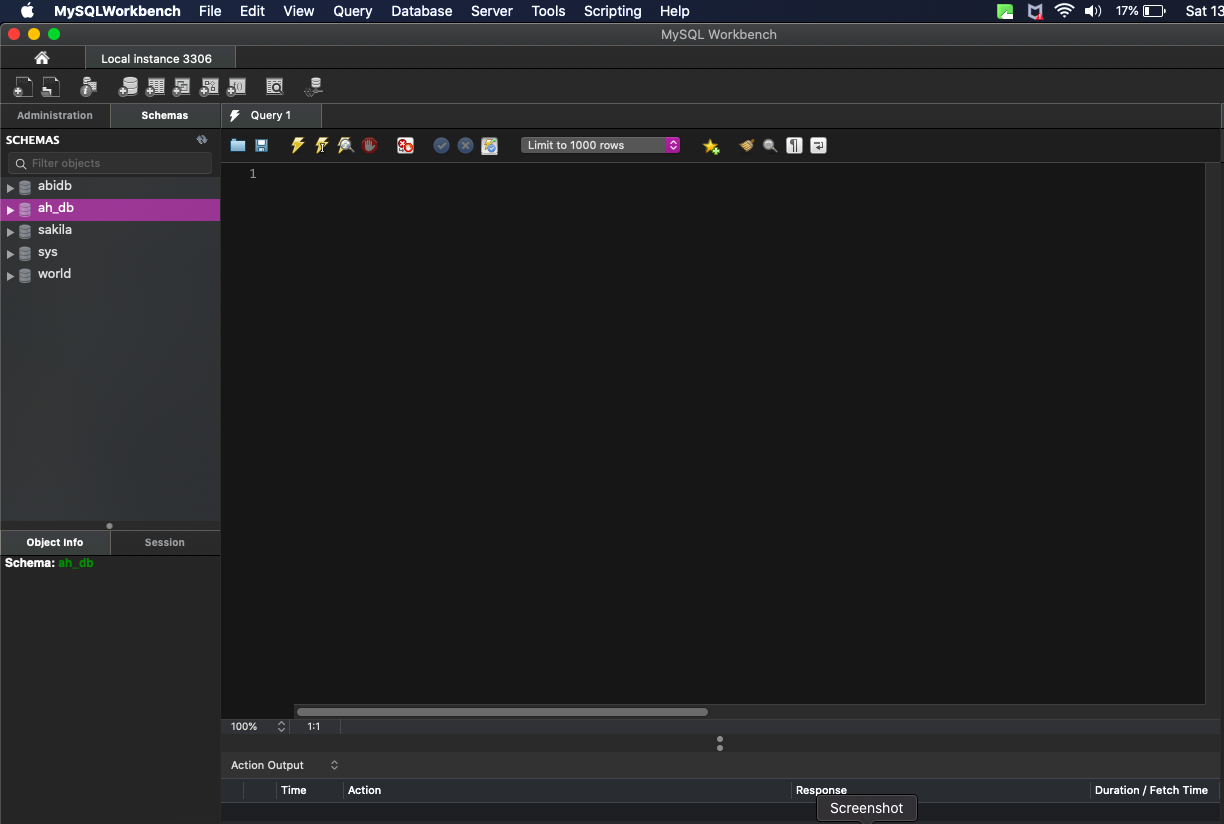 MySQLWorkbench File Edit View Query Database Server Tools Scripting Help 17% Sat 13
MySQL Workbench
Local instance 3306
Administration Schemas Query 1
SCHEMAS
Limit to 1000 rows
Filter objects
1
abidb
ah_db
sakila
sys
world
Object Info Session
Schema: ah_db
100% 1:1
Action Output
Time Action Response Duration / Fetch Time
Screenshot